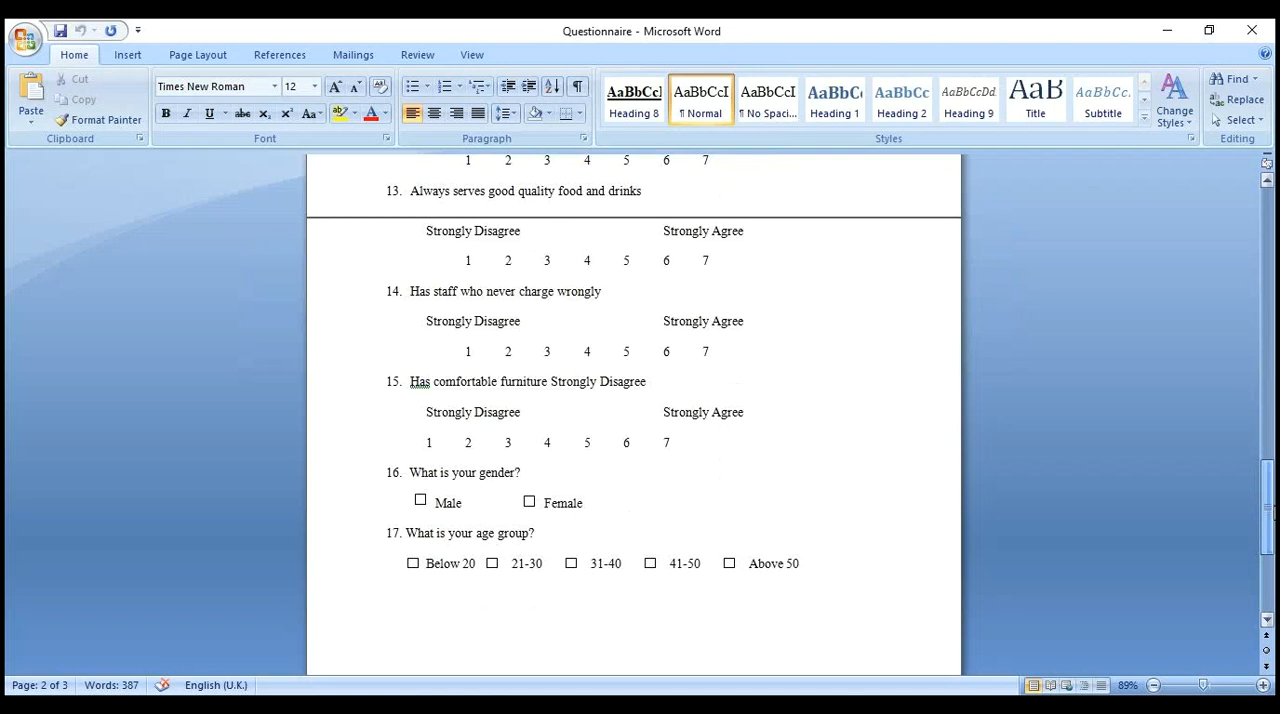 Questionnaire - Microsoft Word
Home Insert Page Layout References Mailings Review View
Paste
Cut
Copy
Format Painter
Clipboard
Times New Roman 12
B I U abc x₂ x² Aa
Font
Paragraph
AaBbCcI AaBbCcI AaBbCcI AaBbCc AaBbCc AaBbCcDd AaB AaBbCc.
Heading 8 ¶ Normal ¶ No Spaci... Heading 1 Heading 2 Heading 9 Title Subtitle
Change Styles
Styles
Find
Replace
Select
Editing
1 2 3 4 5 6 7
13. Always serves good quality food and drinks
Strongly Disagree Strongly Agree
1 2 3 4 5 6 7
14. Has staff who never charge wrongly
Strongly Disagree Strongly Agree
1 2 3 4 5 6 7
15. Has comfortable furniture Strongly Disagree
Strongly Disagree Strongly Agree
1 2 3 4 5 6 7
16. What is your gender?
Male Female
17. What is your age group?
Below 20 21-30 31-40 41-50 Above 50
Page: 2 of 3 Words: 387 English (U.K.) 89%